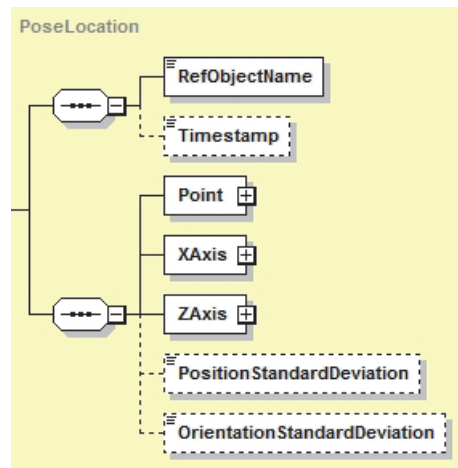 PoseLocation
RefObjectName
Timestamp
Point
XAxis
ZAxis
PositionStandardDeviation
OrientationStandardDeviation